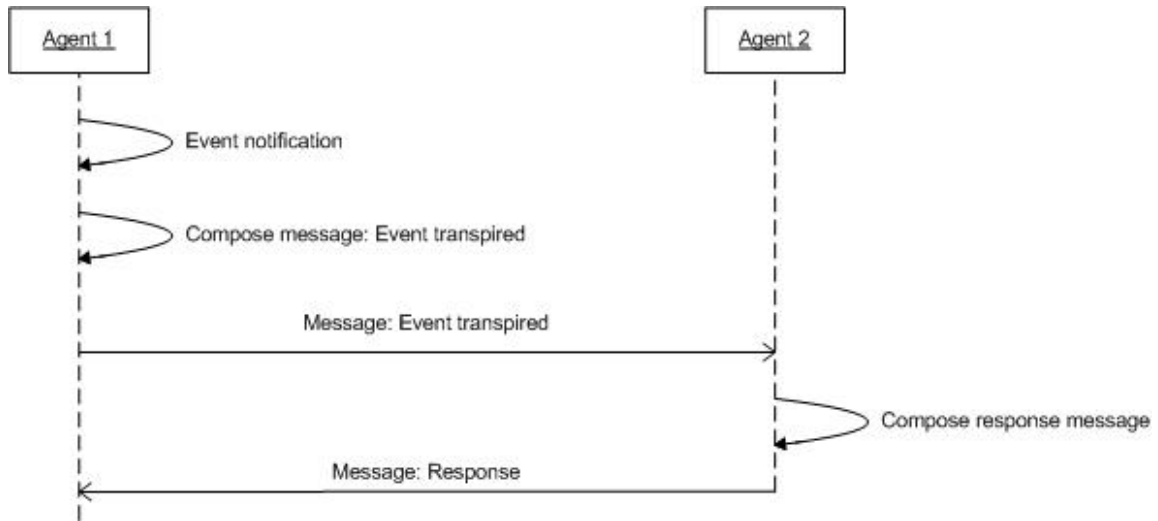 Agent 1
Agent 2
Event notification
Compose message: Event transpired
Message: Event transpired
Compose response message
Message: Response